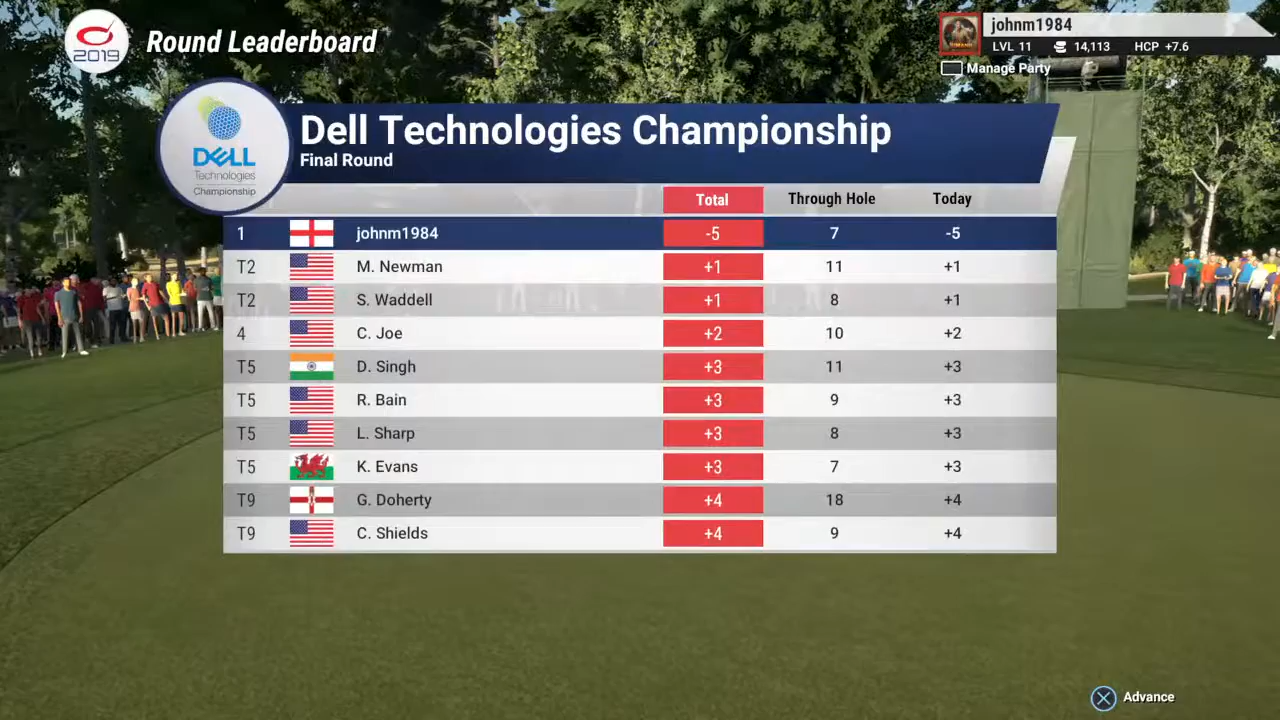 2019
Round Leaderboard
johnm1984
LVL 11 14,113 HCP +7.6
Manage Party
DELL
Technologies
Championship
Dell Technologies Championship
Final Round
Total Through Hole Today
1 johnm1984 -5 7 -5
T2 M. Newman +1 11 +1
T2 S. Waddell +1 8 +1
4 C. Joe +2 10 +2
T5 D. Singh +3 11 +3
T5 R. Bain +3 9 +3
T5 L. Sharp +3 8 +3
T5 K. Evans +3 7 +3
T9 G. Doherty +4 18 +4
T9 C. Shields +4 9 +4
Advance